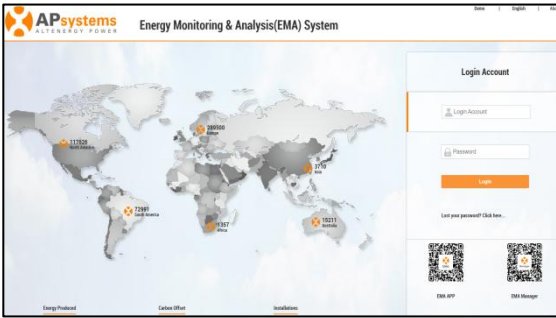 Demo | English |
APsystems
ALTENERGY POWER
Energy Monitoring & Analysis(EMA) System
Login Account
Login Account
Password
Login
Lost your password? Click here...
North America
Europe
3710
Asia
72997
South America
1357
Africa
15211
Australia
EMA APP
EMA Manager
Energy Produced
Carbon Offset
Installations